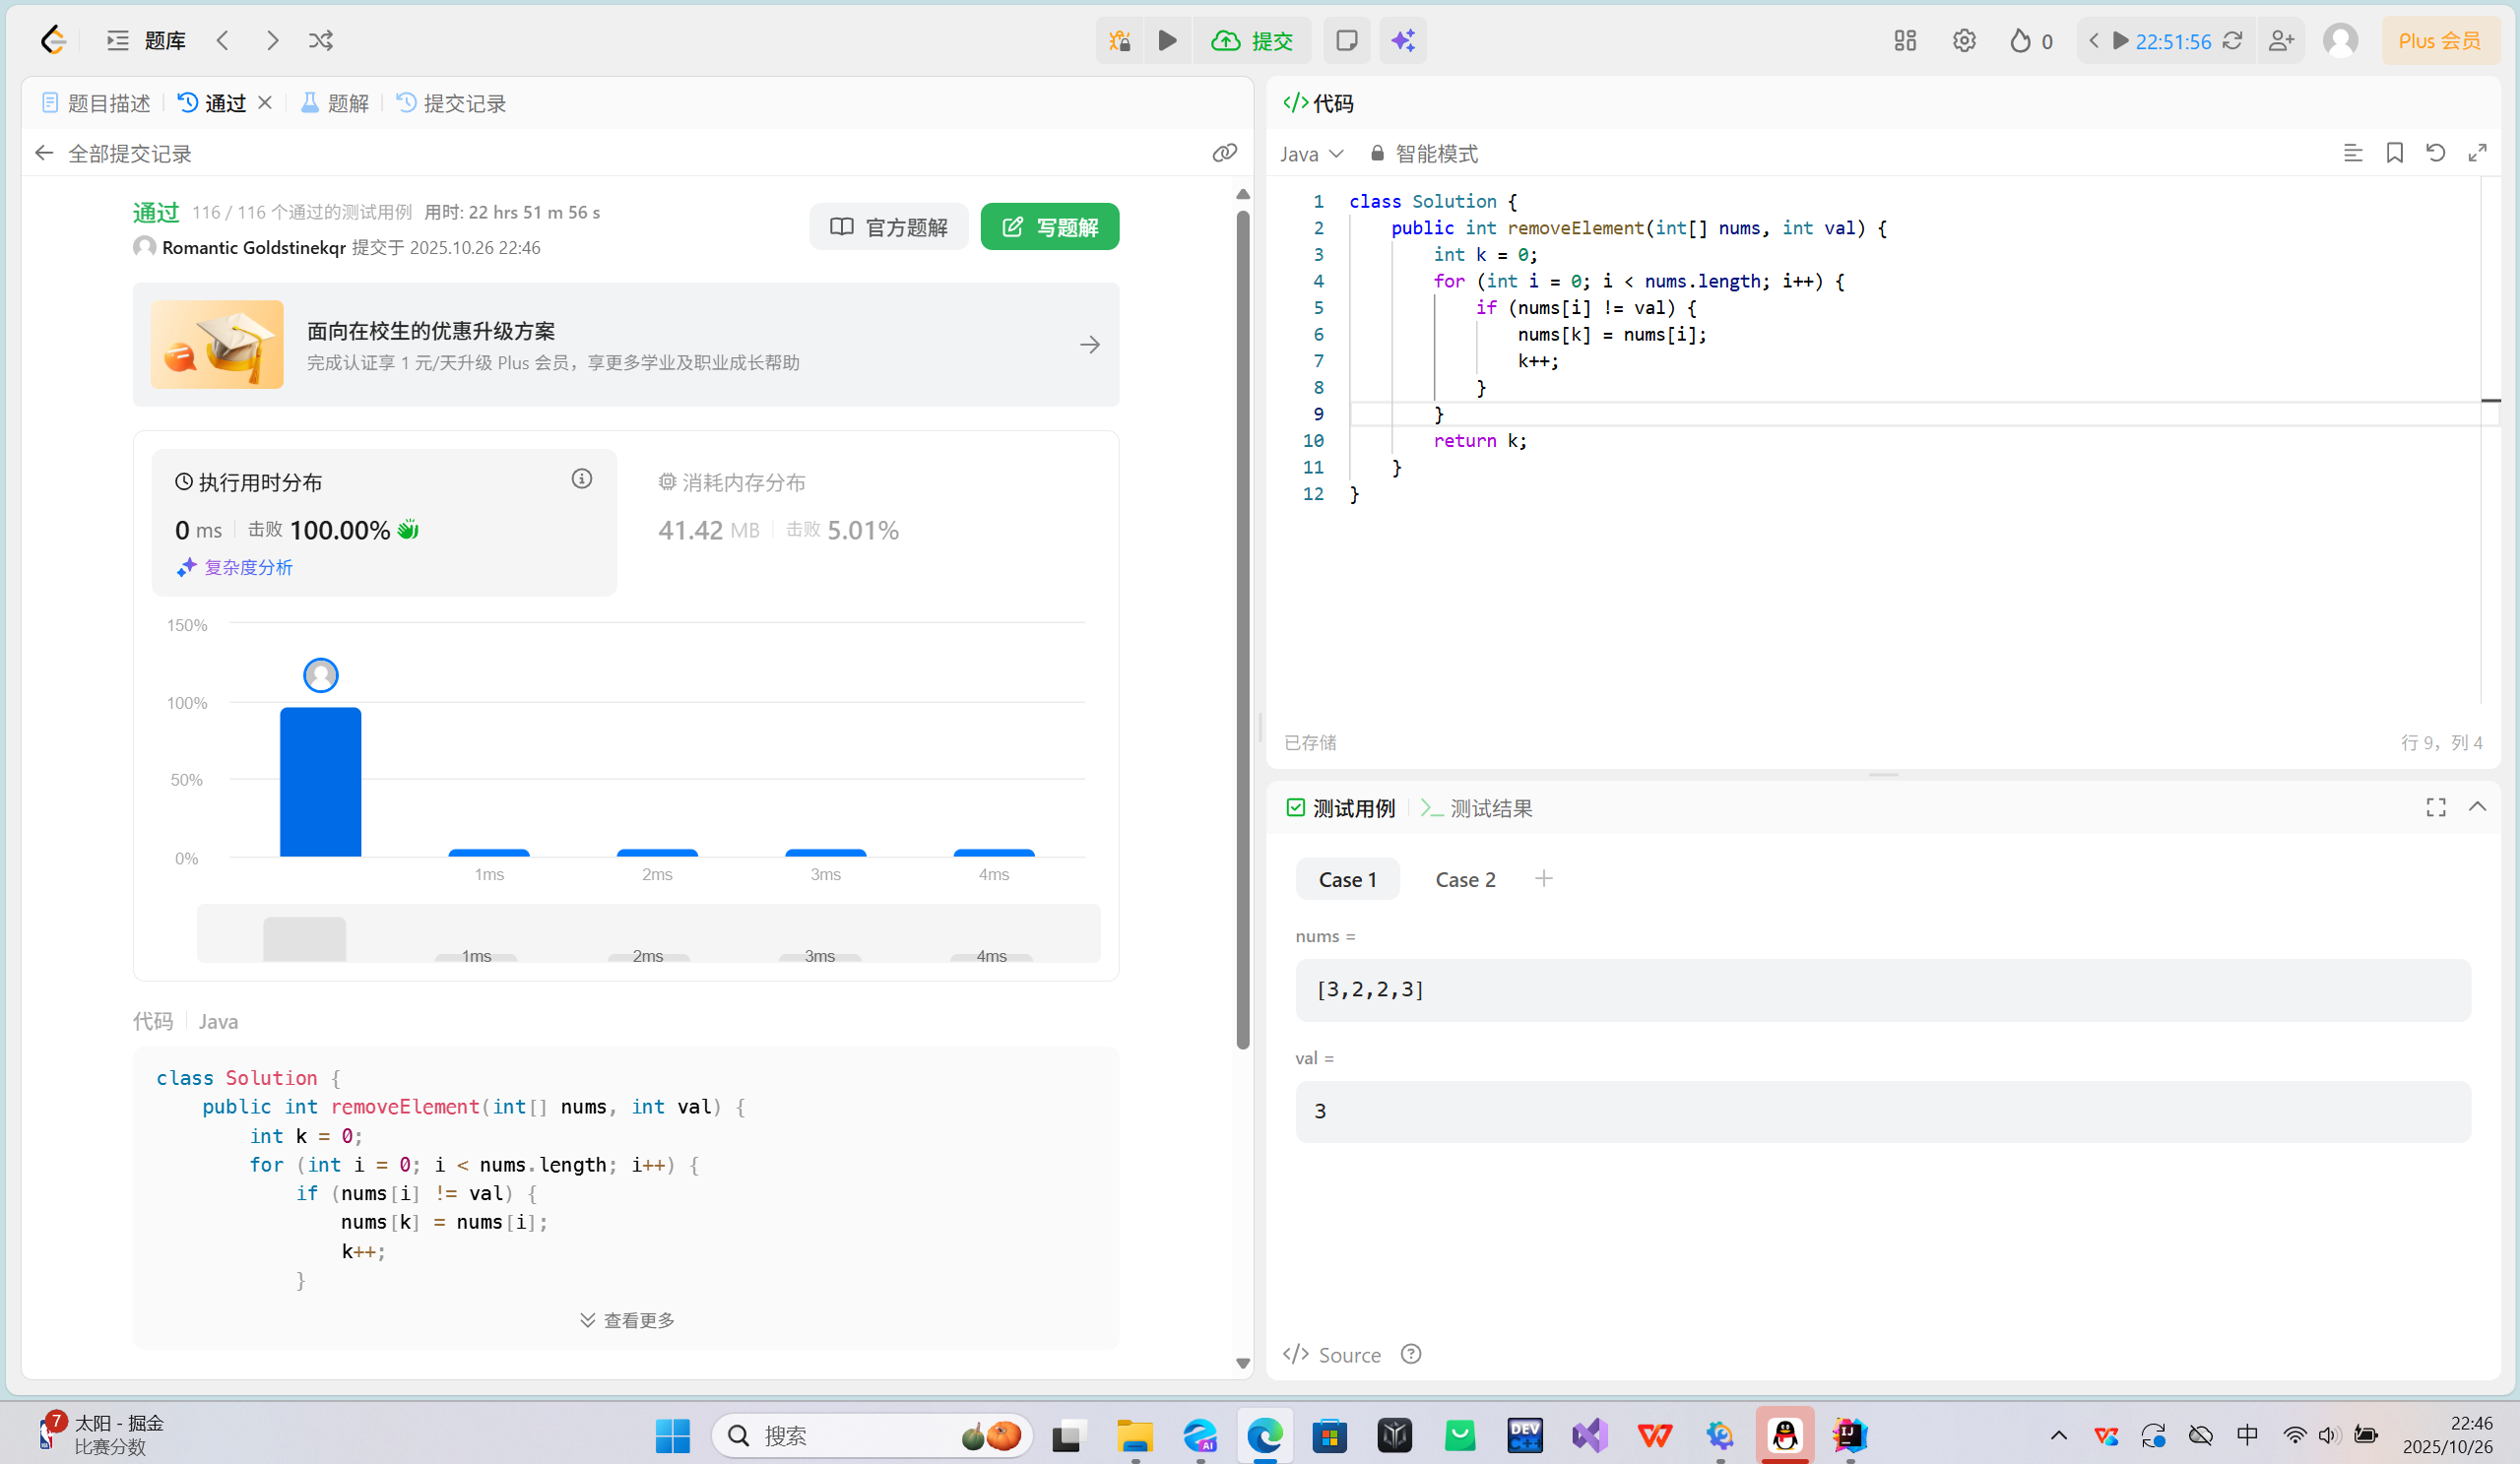 题库
提交
0
22:51:56
Plus 会员
题目描述
通过
题解
提交记录
全部提交记录
通过 116 / 116 个通过的测试用例 用时: 22 hrs 51 m 56 s
Romantic Goldstinekqr 提交于 2025.10.26 22:46
官方题解
写题解
面向在校生的优惠升级方案
完成认证享 1 元/天升级 Plus 会员，享更多学业及职业成长帮助
执行用时分布
0 ms 击败 100.00%
复杂度分析
消耗内存分布
41.42 MB 击败 5.01%
150%
100%
50%
0%
1ms 2ms 3ms 4ms
1ms 2ms 3ms 4ms
代码 Java
class Solution {
    public int removeElement(int[] nums, int val) {
        int k = 0;
        for (int i = 0; i < nums.length; i++) {
            if (nums[i] != val) {
                nums[k] = nums[i];
                k++;
            }
查看更多
</>代码
Java 智能模式
1 class Solution {
2     public int removeElement(int[] nums, int val) {
3         int k = 0;
4         for (int i = 0; i < nums.length; i++) {
5             if (nums[i] != val) {
6                 nums[k] = nums[i];
7                 k++;
8             }
9         }
10         return k;
11     }
12 }
已存储
行 9，列 4
测试用例
测试结果
Case 1 Case 2
nums =
[3,2,2,3]
val =
3
</> Source
7
太阳 - 掘金
比赛分数
搜索
AI
DEV
C++
IJ
中
22:46
2025/10/26